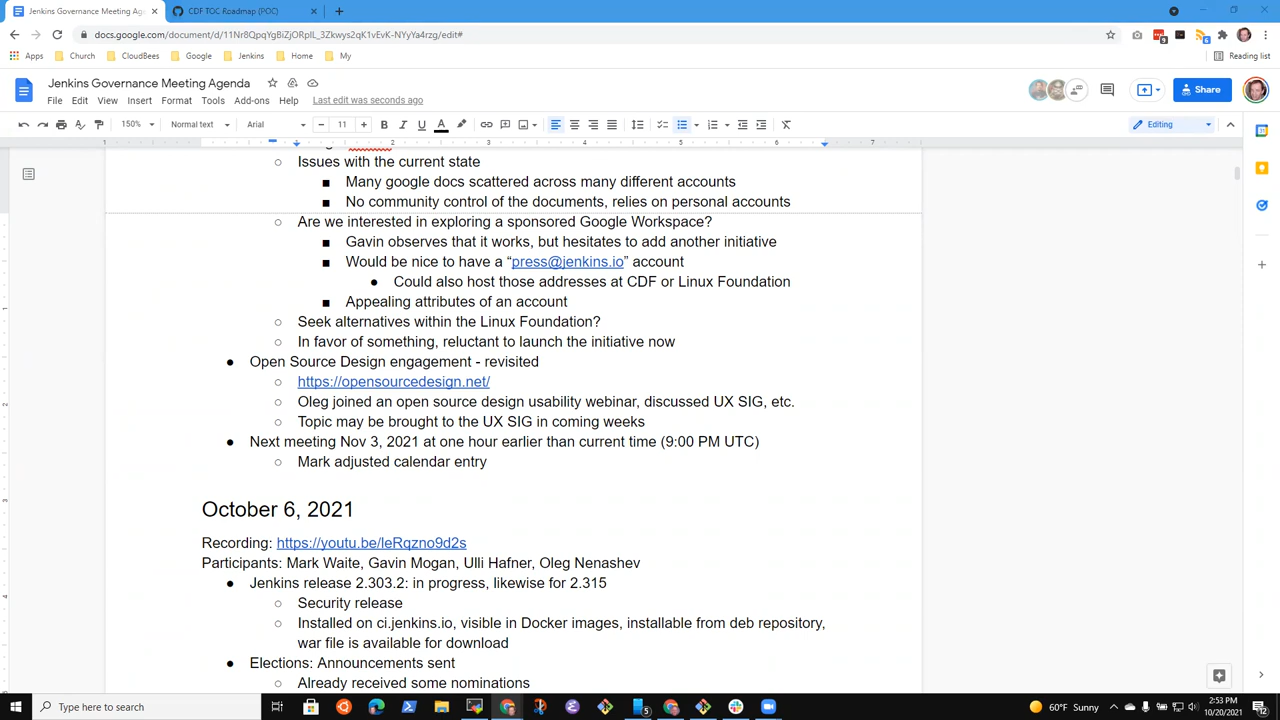 Jenkins Governance Meeting Ag
CDF TOC Roadmap (POC)
docs.google.com/document/d/11Nr8QpqYgBiZjORpIL_3Zkwys2qK1vEvK-NYyYa4rzg/edit#
Apps Church CloudBees Google Jenkins Home My Reading list
Jenkins Governance Meeting Agenda
File Edit View Insert Format Tools Add-ons Help Last edit was seconds ago
Share
150% Normal text Arial 11 Editing
1 1 2 3 4 5 6 7
○ Issues with the current state
■ Many google docs scattered across many different accounts
■ No community control of the documents, relies on personal accounts
○ Are we interested in exploring a sponsored Google Workspace?
■ Gavin observes that it works, but hesitates to add another initiative
■ Would be nice to have a “press@jenkins.io” account
● Could also host those addresses at CDF or Linux Foundation
■ Appealing attributes of an account
○ Seek alternatives within the Linux Foundation?
○ In favor of something, reluctant to launch the initiative now
● Open Source Design engagement - revisited
○ https://opensourcedesign.net/
○ Oleg joined an open source design usability webinar, discussed UX SIG, etc.
○ Topic may be brought to the UX SIG in coming weeks
● Next meeting Nov 3, 2021 at one hour earlier than current time (9:00 PM UTC)
○ Mark adjusted calendar entry
October 6, 2021
Recording: https://youtu.be/IeRqzno9d2s
Participants: Mark Waite, Gavin Mogan, Ulli Hafner, Oleg Nenashev
● Jenkins release 2.303.2: in progress, likewise for 2.315
○ Security release
○ Installed on ci.jenkins.io, visible in Docker images, installable from deb repository,
war file is available for download
● Elections: Announcements sent
○ Already received some nominations
Type here to search
60°F Sunny
2:53 PM
10/20/2021